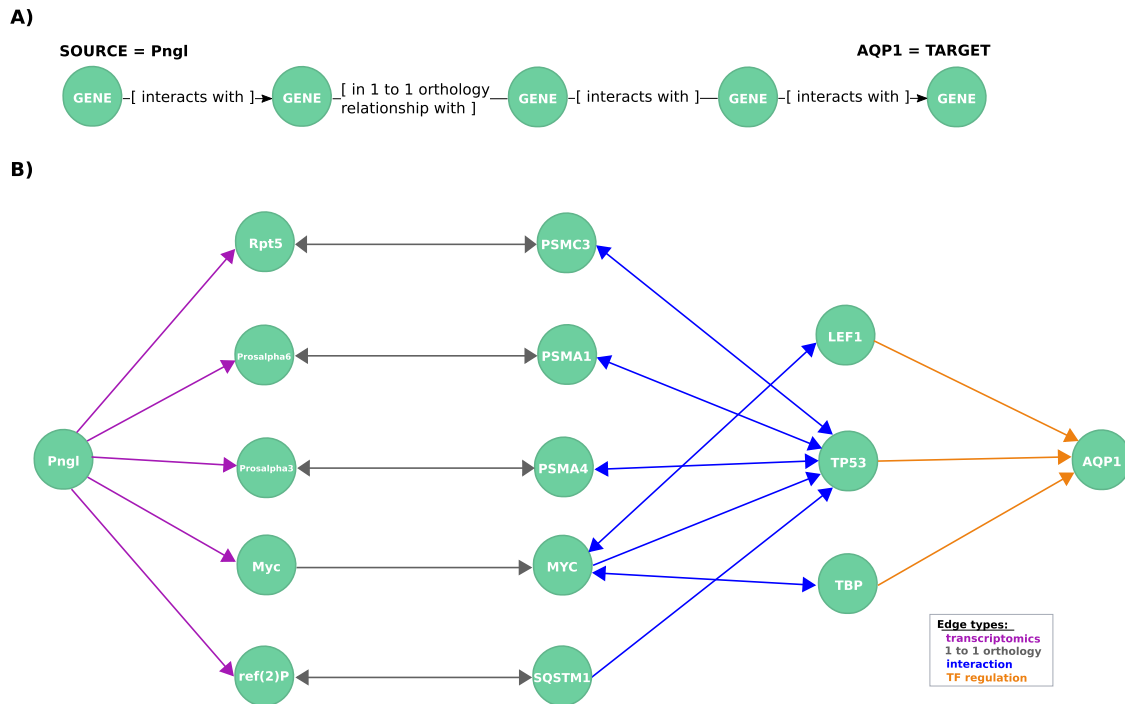 A)
SOURCE = Pngl
AQP1 = TARGET
GENE
[ interacts with ]
GENE
[ in 1 to 1 orthology
relationship with ]
GENE
[ interacts with ]
GENE
[ interacts with ]
GENE
B)
Rpt5
PSMC3
LEF1
Prosalpha6
PSMA1
Pngl
Prosalpha3
PSMA4
TP53
AQP1
Myc
MYC
TBP
ref(2)P
SQSTM1
Edge types:
transcriptomics
1 to 1 orthology
interaction
TF regulation